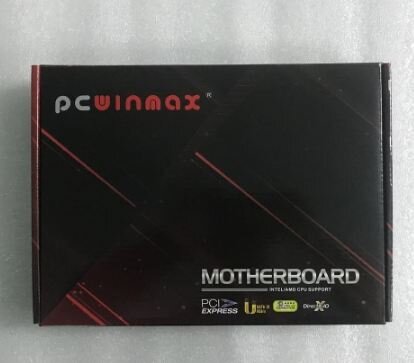 PCWINMAX®
MOTHERBOARD
INTEL/AMD CPU SUPPORT
PCI
EXPRESS